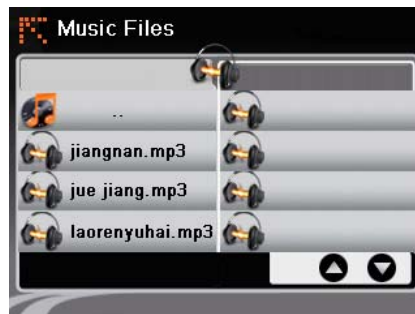 Music Files
..
jiangnan.mp3
jue jiang.mp3
laorenyuhai.mp3